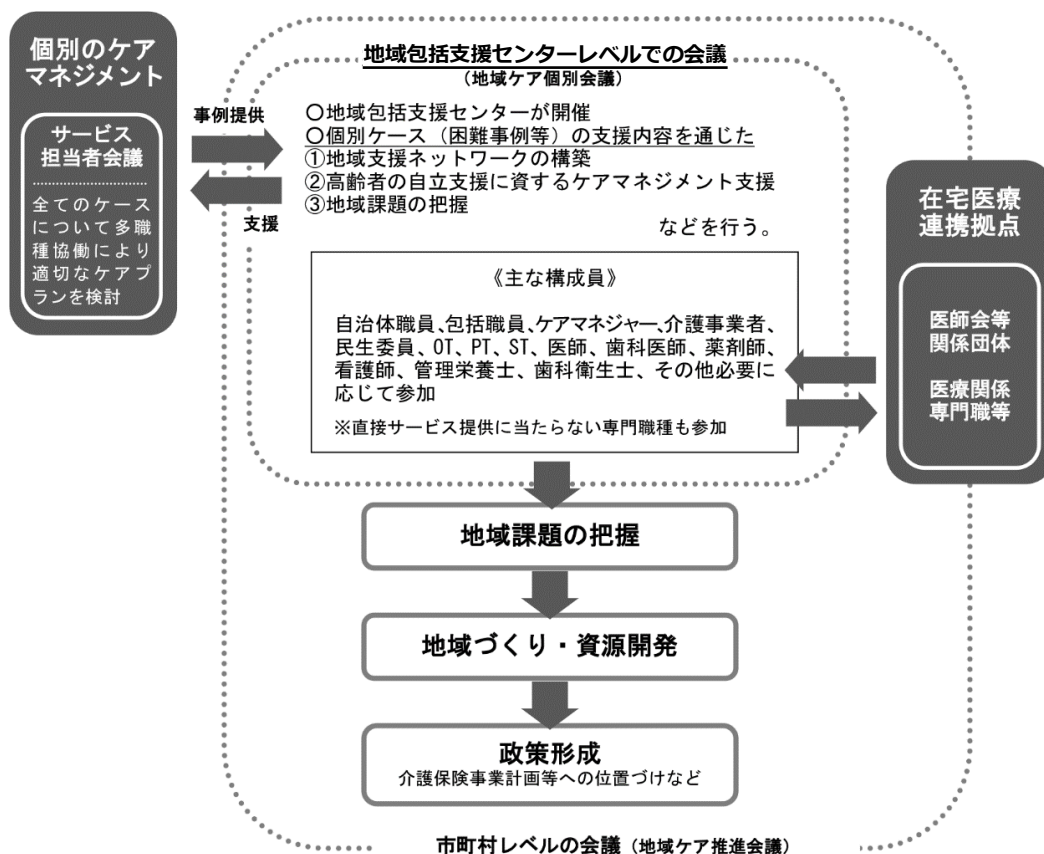 個別のケア
マネジメント
サービス
担当者会議
全てのケース
について多職
種協働により
適切なケアプ
ランを検討
事例提供
支援
地域包括支援センターレベルでの会議
(地域ケア個別会議)
〇地域包括支援センターが開催
〇個別ケース(困難事例等)の支援内容を通じた
①地域支援ネットワークの構築
②高齢者の自立支援に資するケアマネジメント支援
③地域課題の把握
などを行う。
《主な構成員》
自治体職員、包括職員、ケアマネジャー、介護事業者、
民生委員、OT、PT、ST、医師、歯科医師、薬剤師、
看護師、管理栄養士、歯科衛生士、その他必要に
応じて参加
※直接サービス提供に当たらない専門職種も参加
在宅医療
連携拠点
医師会等
関係団体
医療関係
専門職等
地域課題の把握
地域づくり・資源開発
政策形成
介護保険事業計画等への位置づけなど
市町村レベルの会議(地域ケア推進会議)